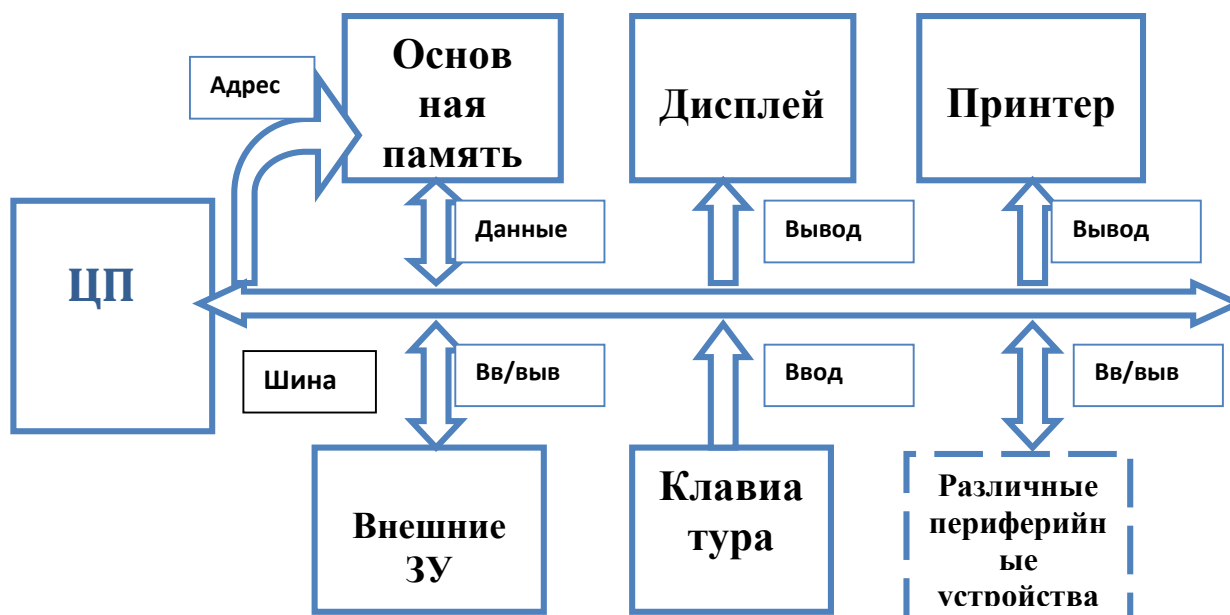 Адрес
Основ
ная
память
Дисплей
Принтер
Данные
Вывод
Вывод
ЦП
Шина
Вв/выв
Ввод
Вв/выв
Внешние
ЗУ
Клавиа
тура
Различные
периферийн
ые
устройства